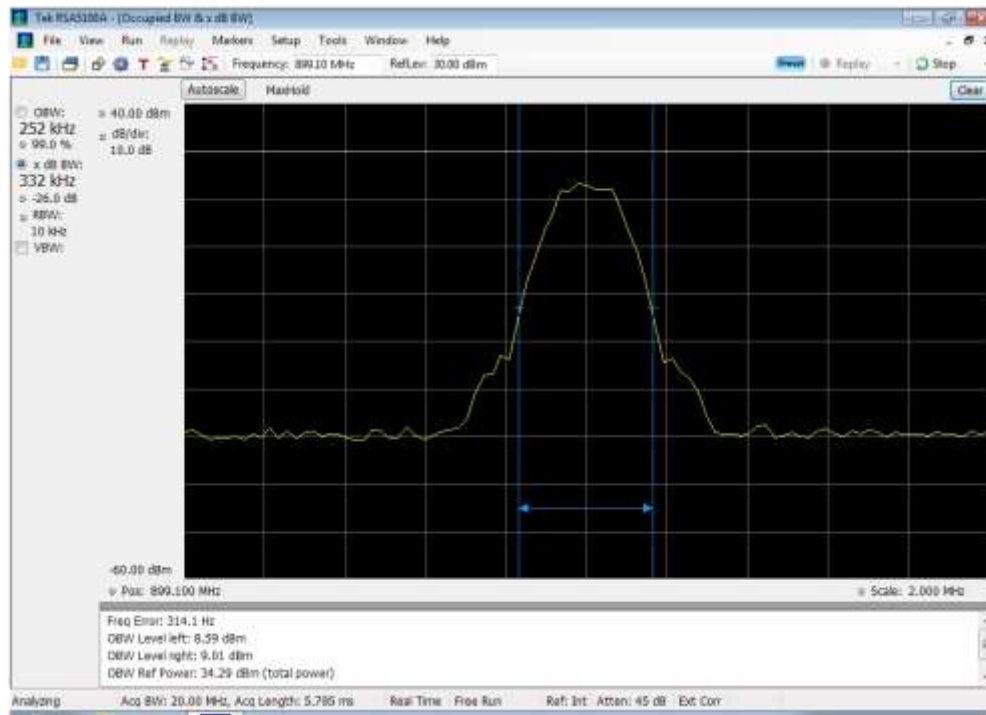 Tek RSA5100A - [Occupied BW & x dB BW]
File View Run Replay Markers Setup Tools Window Help
Frequency: 899.10 MHz RefLev: 30.00 dBm Preset Replay Stop
Autoscale MaxHold Clear
OBW:
252 kHz
99.0 %
x dB BW:
332 kHz
-26.0 dB
RBW:
10 kHz
VBW:
40.00 dBm
dB/div:
10.0 dB
-60.00 dBm
Pos: 899.100 MHz Scale: 2.000 MHz
Freq Error: 314.1 Hz
OBW Level left: 8.59 dBm
OBW Level right: 9.01 dBm
OBW Ref Power: 34.29 dBm (total power)
Analyzing Acq BW: 20.00 MHz, Acq Length: 5.785 ms Real Time Free Run Ref: Int Atten: 45 dB Ext Corr